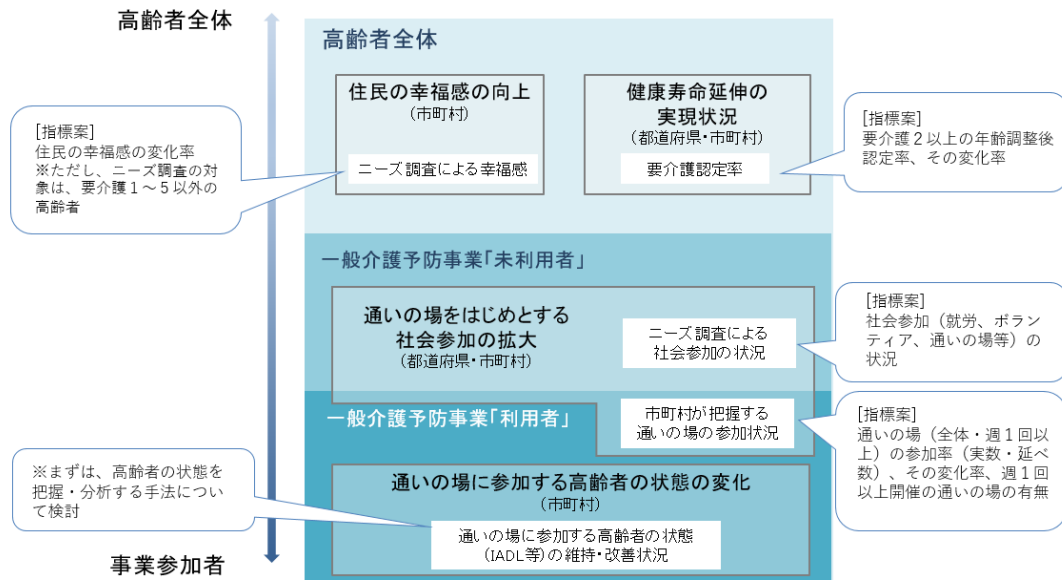 高齢者全体
高齢者全体
住民の幸福感の向上
（市町村）
ニーズ調査による幸福感
健康寿命延伸の
実現状況
（都道府県・市町村）
要介護認定率
[指標案]
住民の幸福感の変化率
※ただし、ニーズ調査の対
象は、要介護１～５以外の
高齢者
[指標案]
要介護２以上の年齢調整後
認定率、その変化率
一般介護予防事業「未利用者」
通いの場をはじめとする
社会参加の拡大
（都道府県・市町村）
ニーズ調査による
社会参加の状況
[指標案]
社会参加（就労、ボラン
ティア、通いの場等）の
状況
一般介護予防事業「利用者」
市町村が把握する
通いの場の参加状況
[指標案]
通いの場（全体・週１回以
上）の参加率（実数・延べ
数）、その変化率、週１回
以上開催の通いの場の有無
※まずは、高齢者の状態を
把握・分析する手法につい
て検討
通いの場に参加する高齢者の状態の変化
（市町村）
通いの場に参加する高齢者の状態
（IADL等）の維持・改善状況
事業参加者